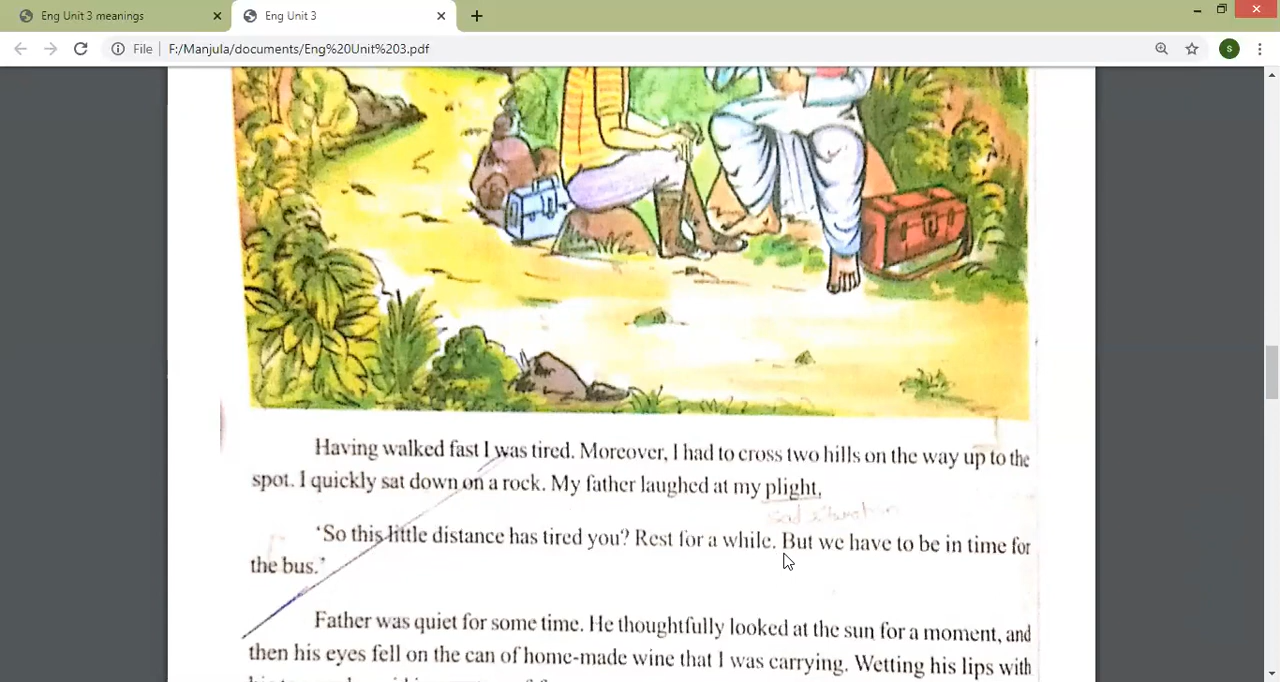 Eng Unit 3 meanings
Eng Unit 3
File
F:/Manjula/documents/Eng%20Unit%203.pdf
s
Having walked fast I was tired. Moreover, I had to cross two hills on the way up to the
spot. I quickly sat down on a rock. My father laughed at my plight,
sad situation
‘So this little distance has tired you? Rest for a while. But we have to be in time for
the bus.’
Father was quiet for some time. He thoughtfully looked at the sun for a moment, and
then his eyes fell on the can of home-made wine that I was carrying. Wetting his lips with